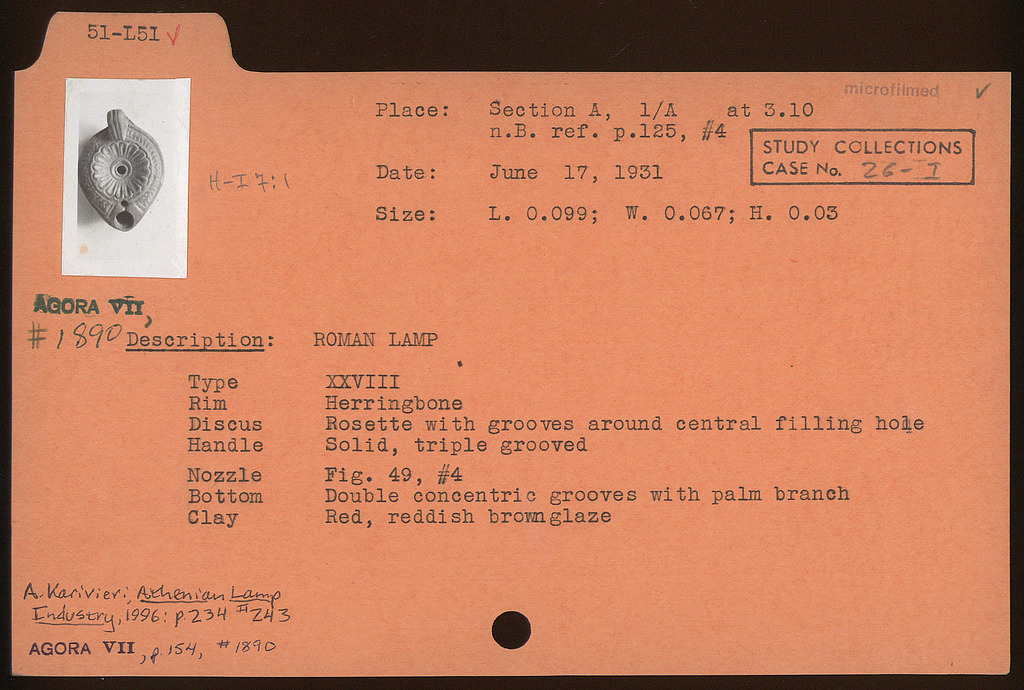 51-L51 ✓
microfilmed ✓
Place: Section A, 1/A at 3.10
n.B. ref. p.125, #4
STUDY COLLECTIONS
CASE No. 26-I
H-I 7:1
Date: June 17, 1931
Size: L. 0.099; W. 0.067; H. 0.03
AGORA VII,
#1890
Description: ROMAN LAMP
Type XXVIII
Rim Herringbone
Discus Rosette with grooves around central filling hole
Handle Solid, triple grooved
Nozzle Fig. 49, #4
Bottom Double concentric grooves with palm branch
Clay Red, reddish brown glaze
A. Karivieri, Athenian Lamp
Industry, 1996: p.234 #243
AGORA VII, p.154, #1890